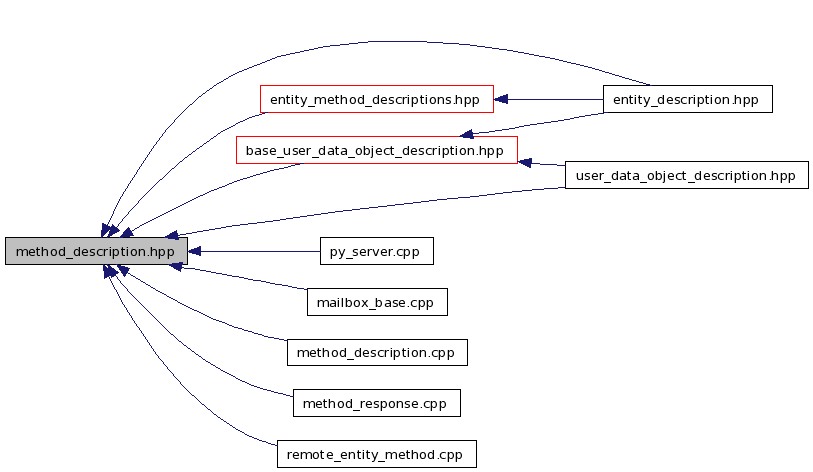 entity_method_descriptions.hpp
entity_description.hpp
base_user_data_object_description.hpp
user_data_object_description.hpp
method_description.hpp
py_server.cpp
mailbox_base.cpp
method_description.cpp
method_response.cpp
remote_entity_method.cpp